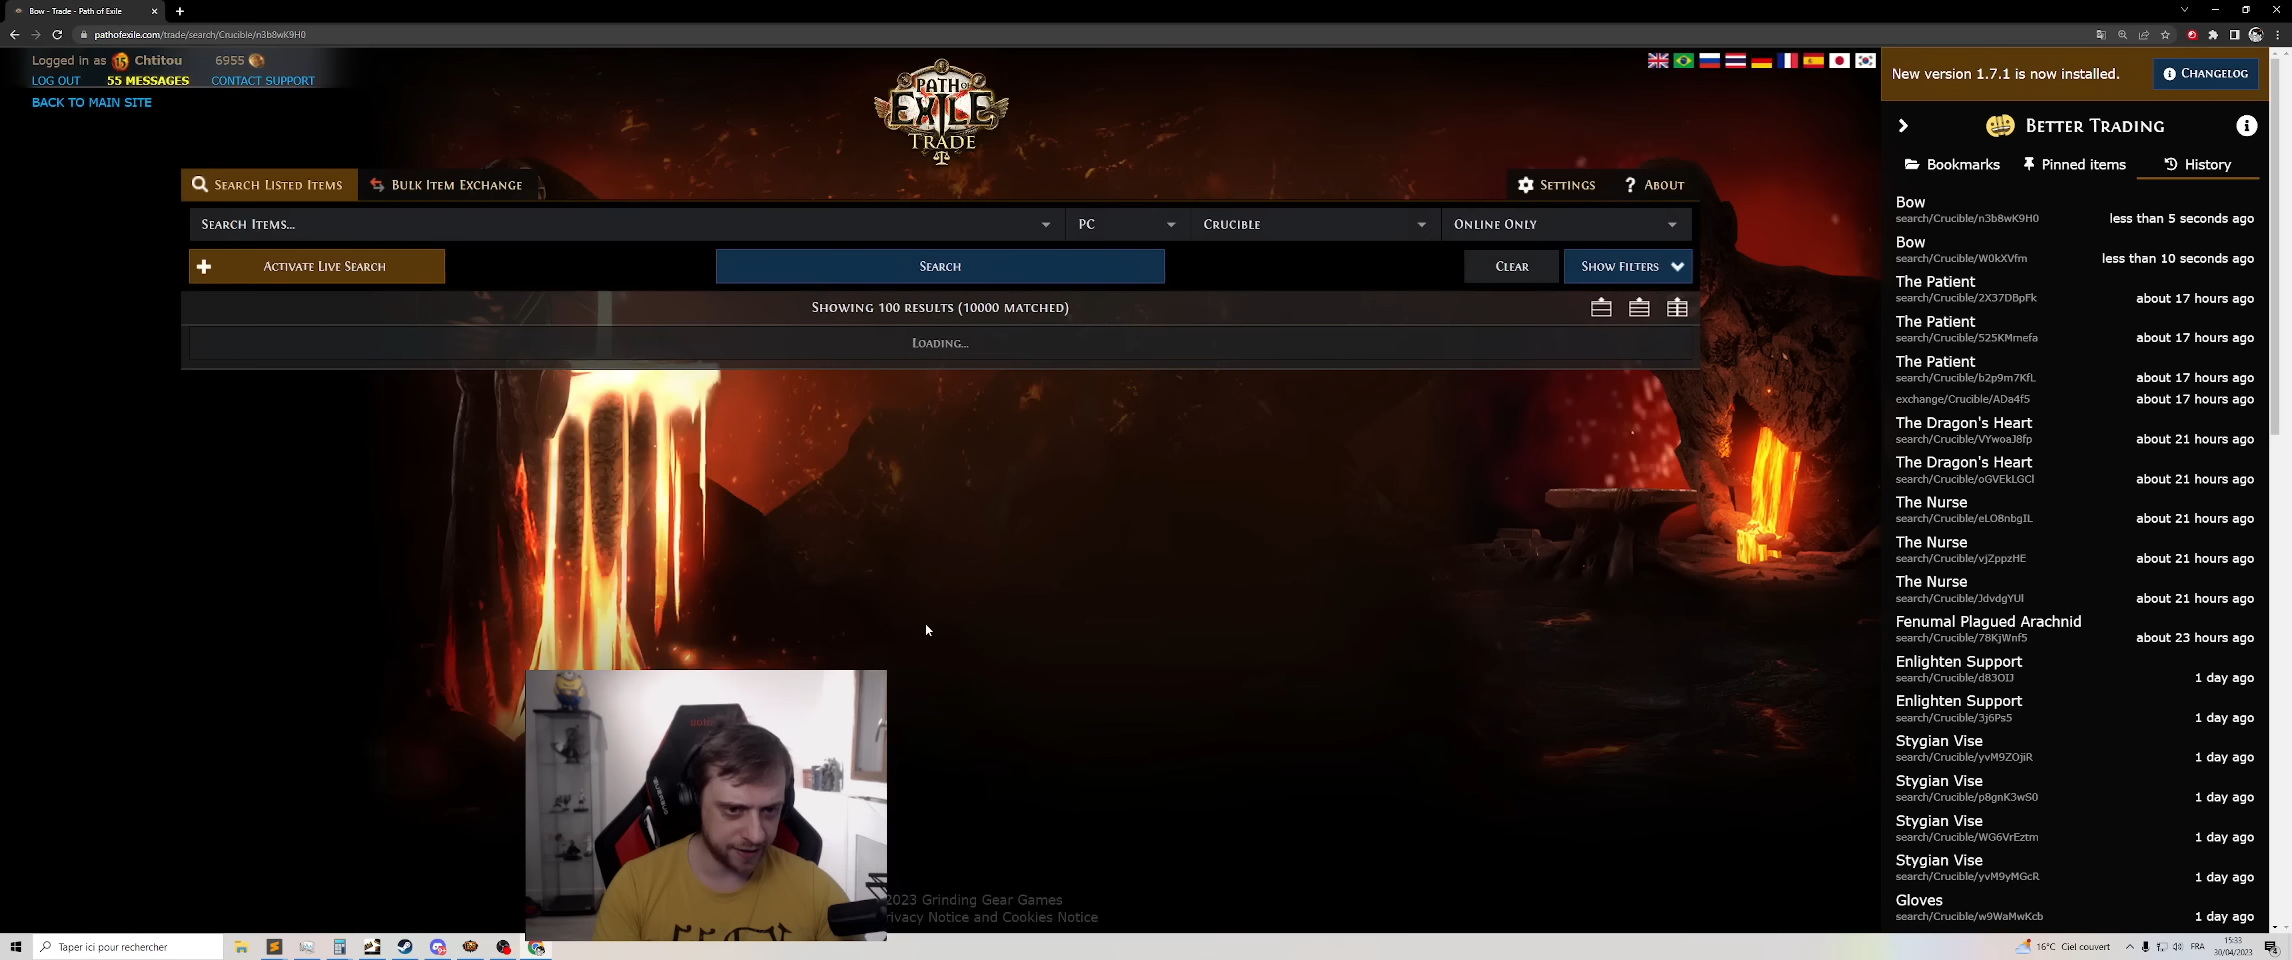 Bow - Trade - Path of Exile
pathofexile.com/trade/search/Crucible/n3b8wK9H0
Logged in as 15 Chtitou 6955
LOG OUT 55 MESSAGES CONTACT SUPPORT
BACK TO MAIN SITE
PATH OF
EXILE
TRADE
Search Listed Items
Bulk Item Exchange
Settings
? About
Search Items...
PC
Crucible
Online Only
Activate Live Search
Search
Clear
Show Filters
Showing 100 results (10000 matched)
Loading...
2023 Grinding Gear Games
rivacy Notice and Cookies Notice
New version 1.7.1 is now installed.
Changelog
Better Trading
Bookmarks
Pinned items
History
Bow
search/Crucible/n3b8wK9H0 less than 5 seconds ago
Bow
search/Crucible/W0kXVfm less than 10 seconds ago
The Patient
search/Crucible/2X37DBpFk about 17 hours ago
The Patient
search/Crucible/525KMmefa about 17 hours ago
The Patient
search/Crucible/b2p9m7KfL about 17 hours ago
exchange/Crucible/ADa4f5 about 17 hours ago
The Dragon's Heart
search/Crucible/VYwoaJ8fp about 21 hours ago
The Dragon's Heart
search/Crucible/oGVEkLGCl about 21 hours ago
The Nurse
search/Crucible/eLO8nbgIL about 21 hours ago
The Nurse
search/Crucible/vjZppzHE about 21 hours ago
The Nurse
search/Crucible/JdvdgYUl about 21 hours ago
Fenumal Plagued Arachnid
search/Crucible/78KjWnf5 about 23 hours ago
Enlighten Support
search/Crucible/d83OIJ 1 day ago
Enlighten Support
search/Crucible/3j6Ps5 1 day ago
Stygian Vise
search/Crucible/yvM9ZOjiR 1 day ago
Stygian Vise
search/Crucible/p8gnK3wS0 1 day ago
Stygian Vise
search/Crucible/WG6VrEztm 1 day ago
Stygian Vise
search/Crucible/yvM9yMGcR 1 day ago
Gloves
search/Crucible/w9WaMwKcb 1 day ago
Taper ici pour rechercher
16°C Ciel couvert
FRA
15:33
30/04/2023